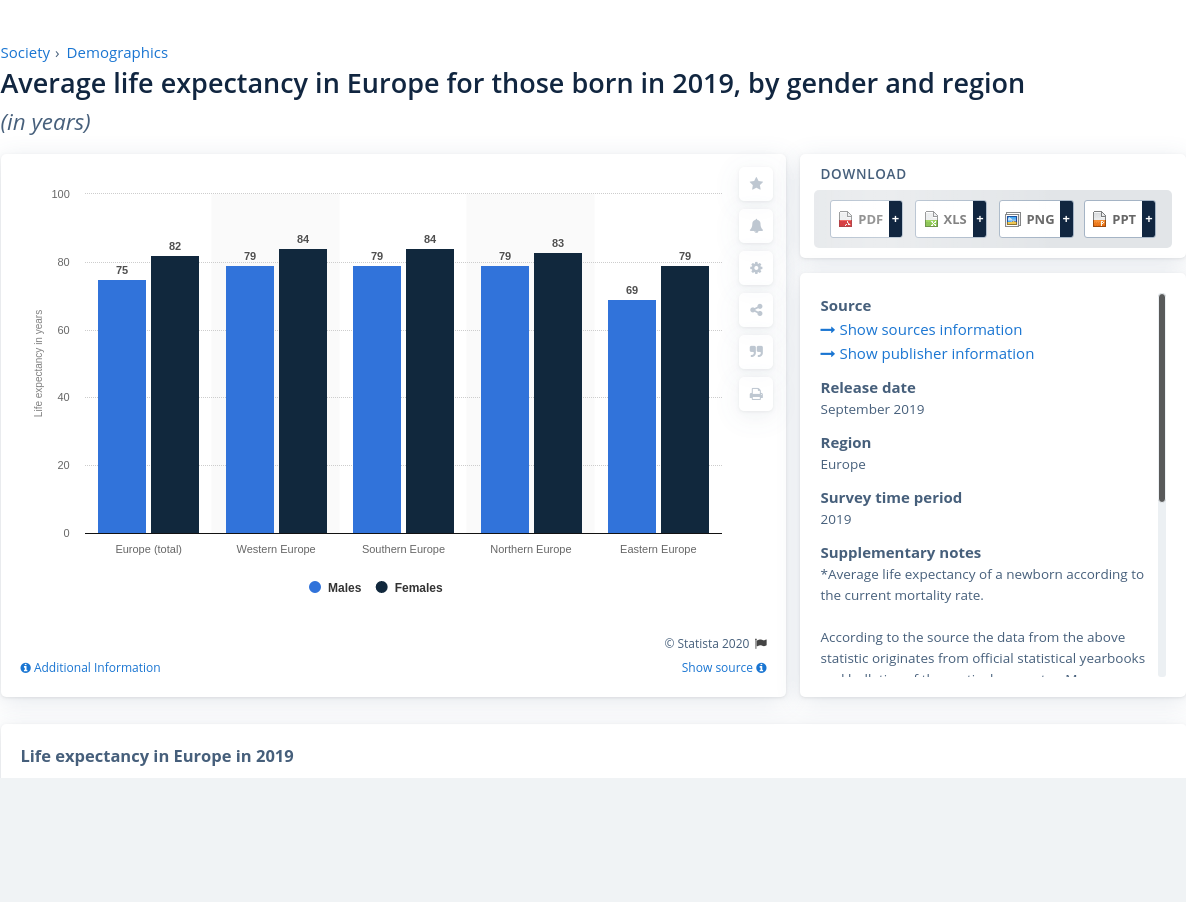 Society › Demographics
Average life expectancy in Europe for those born in 2019, by gender and region
(in years)
100
80
60
40
20
0
Life expectancy in years
75
82
79
84
79
84
79
83
69
79
Europe (total)
Western Europe
Southern Europe
Northern Europe
Eastern Europe
Males
Females
© Statista 2020
Additional Information
Show source
DOWNLOAD
PDF +
XLS +
PNG +
PPT +
Source
Show sources information
Show publisher information
Release date
September 2019
Region
Europe
Survey time period
2019
Supplementary notes
*Average life expectancy of a newborn according to
the current mortality rate.
According to the source the data from the above
statistic originates from official statistical yearbooks
Life expectancy in Europe in 2019